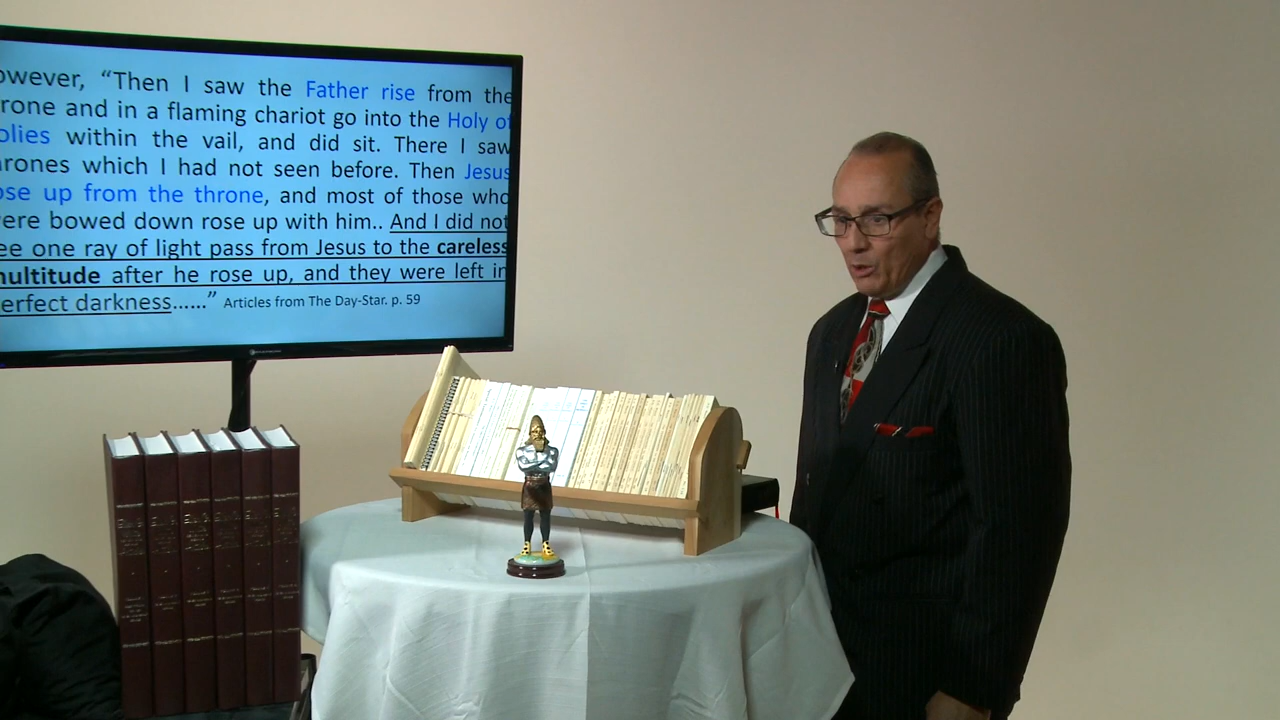 owever, “Then I saw the Father rise from the
rone and in a flaming chariot go into the Holy of
olies within the vail, and did sit. There I saw
hrones which I had not seen before. Then Jesus
ose up from the throne, and most of those who
ere bowed down rose up with him.. And I did not
ee one ray of light pass from Jesus to the careless
multitude after he rose up, and they were left in
erfect darkness……” Articles from The Day-Star. p. 59